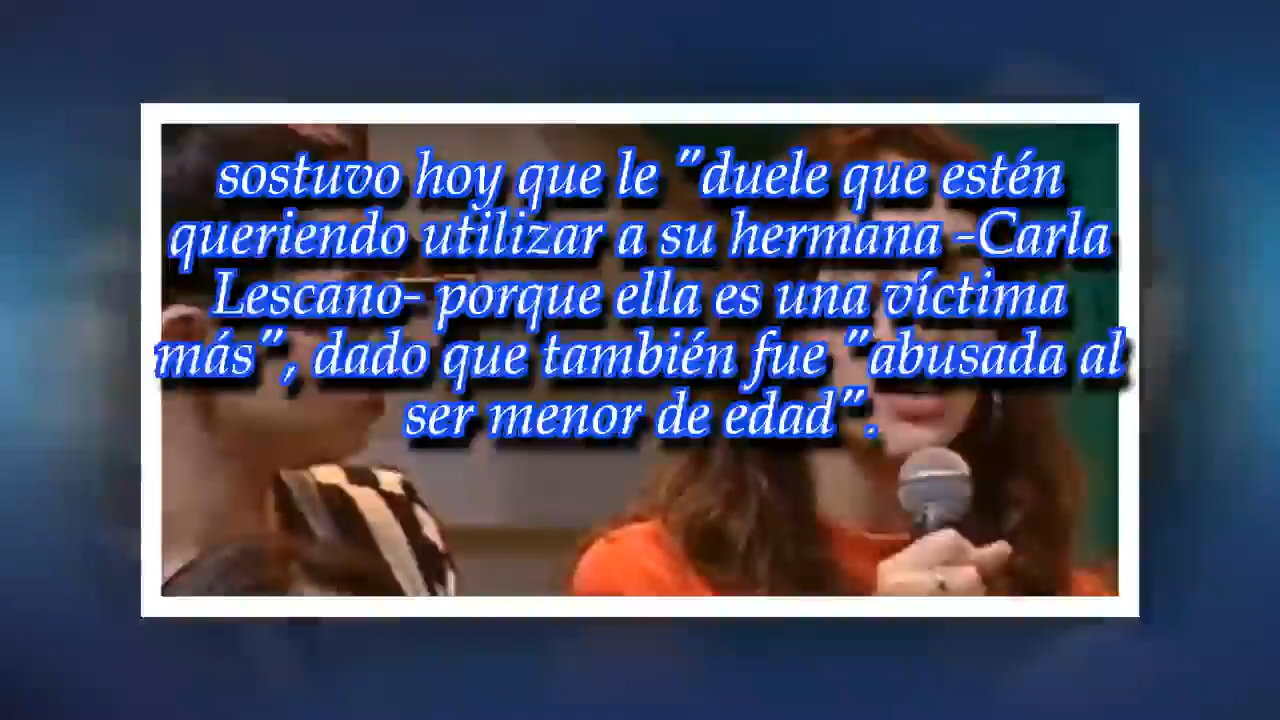 sostuvo hoy que le "duele que estén
queriendo utilizar a su hermana -Carla
Lescano- porque ella es una víctima
más", dado que también fue "abusada al
ser menor de edad".